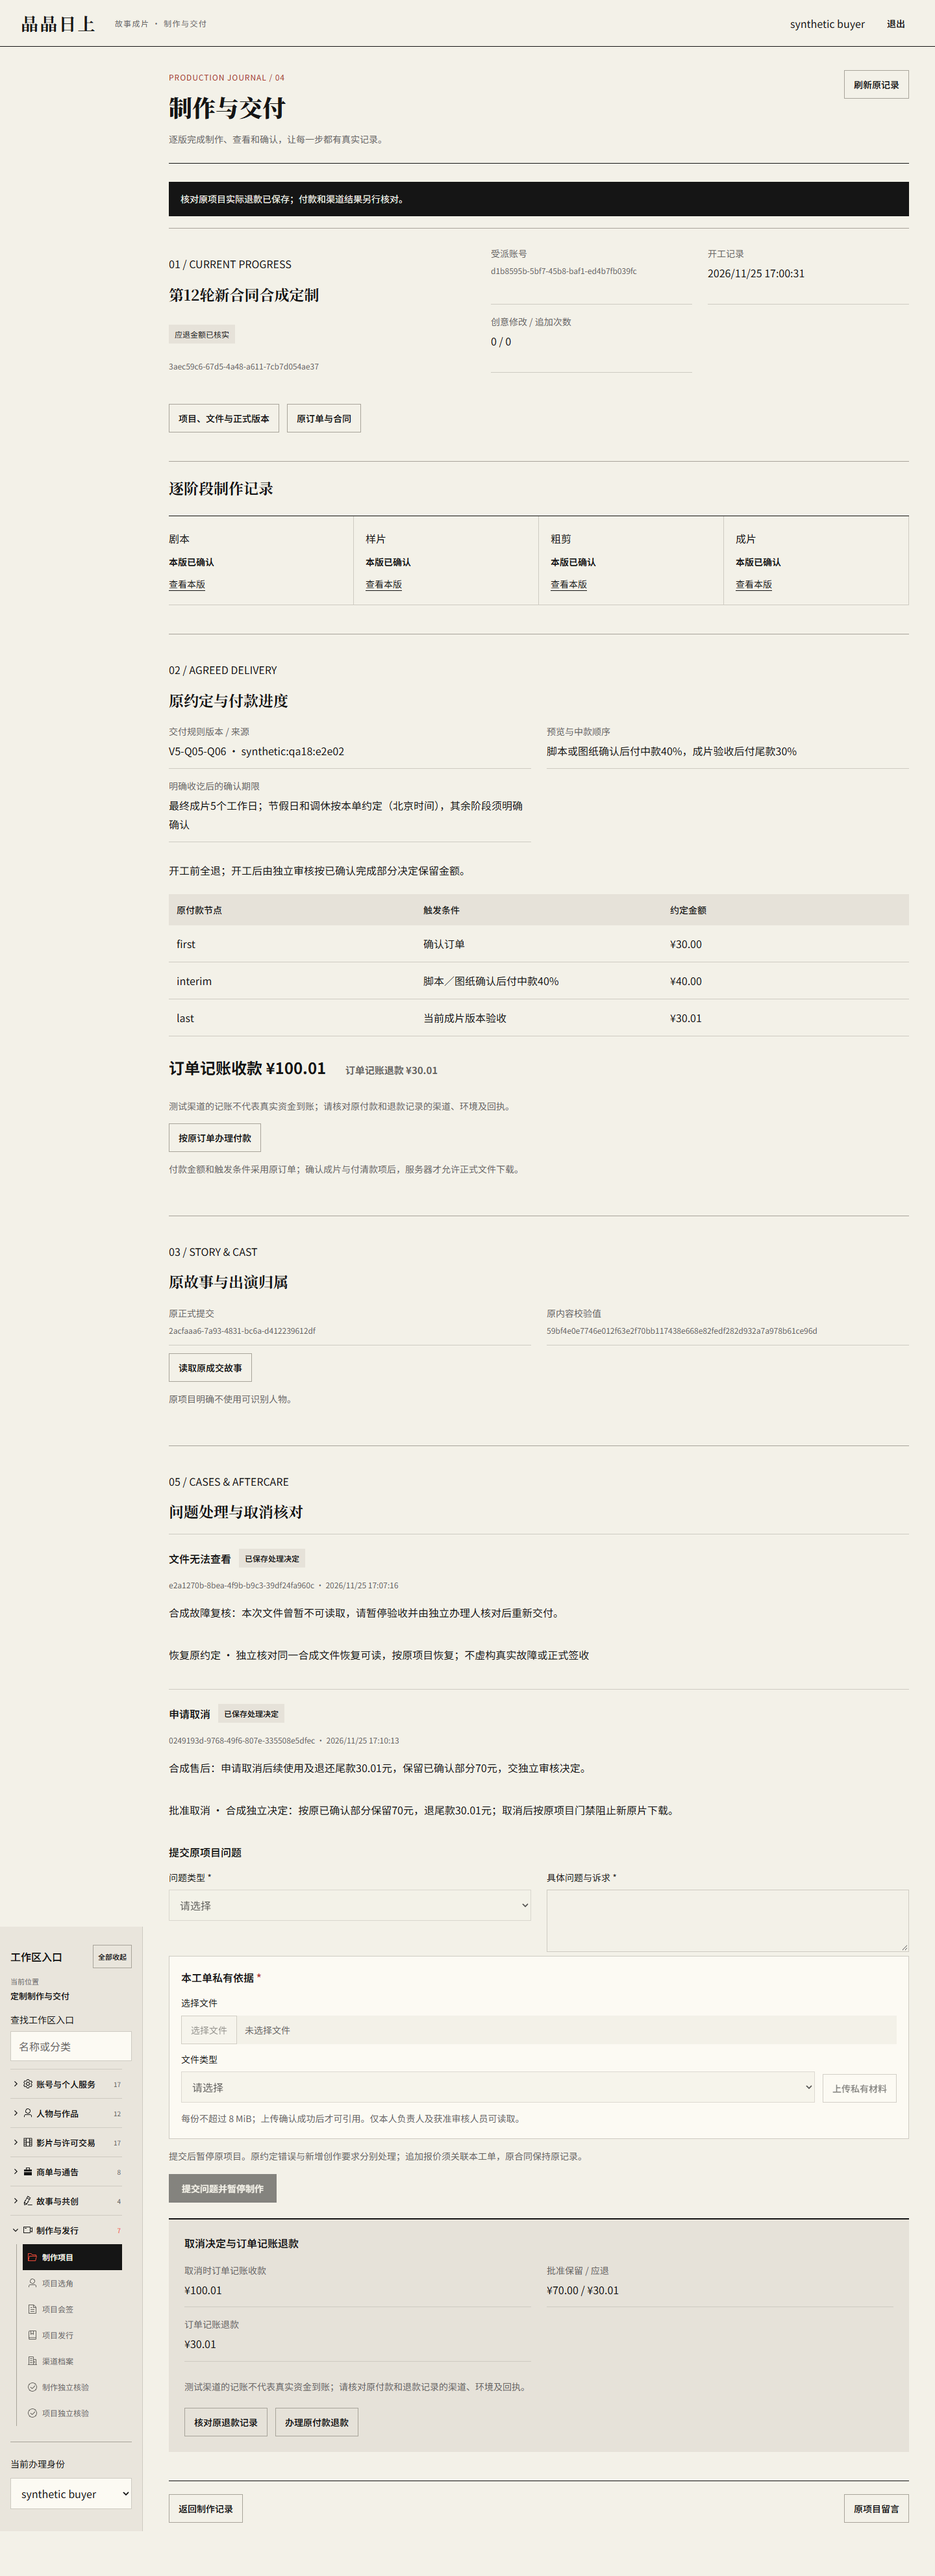 晶晶日上
故事成片 · 制作与交付
synthetic buyer
退出
PRODUCTION JOURNAL / 04
制作与交付
逐版完成制作、查看和确认，让每一步都有真实记录。
刷新原记录
核对原项目实际退款已保存；付款和渠道结果另行核对。
01 / CURRENT PROGRESS
第12轮新合同合成定制
应退金额已核实
3aec59c6-67d5-4a48-a611-7cb7d054ae37
受派账号
d1b8595b-5bf7-45b8-baf1-ed4b7fb039fc
开工记录
2026/11/25 17:00:31
创意修改 / 追加次数
0 / 0
项目、文件与正式版本
原订单与合同
逐阶段制作记录
剧本
本版已确认
查看本版
样片
本版已确认
查看本版
粗剪
本版已确认
查看本版
成片
本版已确认
查看本版
02 / AGREED DELIVERY
原约定与付款进度
交付规则版本 / 来源
V5-Q05-Q06 · synthetic:qa18:e2e02
预览与中款顺序
脚本或图纸确认后付中款40%，成片验收后付尾款30%
明确收讫后的确认期限
最终成片5个工作日；节假日和调休按本单约定（北京时间），其余阶段须明确
确认
开工前全退；开工后由独立审核按已确认完成部分决定保留金额。
原付款节点 触发条件 约定金额
first 确认订单 ¥30.00
interim 脚本／图纸确认后付中款40% ¥40.00
last 当前成片版本验收 ¥30.01
订单记账收款 ¥100.01 订单记账退款 ¥30.01
测试渠道的记账不代表真实资金到账；请核对原付款和退款记录的渠道、环境及回执。
按原订单办理付款
付款金额和触发条件采用原订单；确认成片与付清款项后，服务器才允许正式文件下载。
03 / STORY & CAST
原故事与出演归属
原正式提交
2acfaaa6-7a93-4831-bc6a-d412239612df
原内容校验值
59bf4e0e7746e012f63e2f70bb117438e668e82fedf282d932a7a978b61ce96d
读取原成交故事
原项目明确不使用可识别人物。
05 / CASES & AFTERCARE
问题处理与取消核对
文件无法查看 已保存处理决定
e2a1270b-8bea-4f9b-b9c3-39df24fa960c · 2026/11/25 17:07:16
合成故障复核：本次文件曾暂不可读取，请暂停验收并由独立办理人核对后重新交付。
恢复原约定 · 独立核对同一合成文件恢复可读，按原项目恢复；不虚构真实故障或正式签收
申请取消 已保存处理决定
0249193d-9768-49f6-807e-335508e5dfec · 2026/11/25 17:10:13
合成售后：申请取消后续使用及退还尾款30.01元，保留已确认部分70元，交独立审核决定。
批准取消 · 合成独立决定：按原已确认部分保留70元，退尾款30.01元；取消后按原项目门禁阻止新原片下载。
提交原项目问题
问题类型 *
请选择
具体问题与诉求 *
本工单私有依据 *
选择文件
选择文件 未选择文件
文件类型
请选择
上传私有材料
每份不超过 8 MiB；上传确认成功后才可引用。仅本人负责人及获准审核人员可读取。
提交后暂停原项目。原约定错误与新增创作要求分别处理；追加报价须关联本工单，原合同保持原记录。
提交问题并暂停制作
取消决定与订单记账退款
取消时订单记账收款
¥100.01
批准保留 / 应退
¥70.00 / ¥30.01
订单记账退款
¥30.01
测试渠道的记账不代表真实资金到账；请核对原付款和退款记录的渠道、环境及回执。
核对原退款记录
办理原付款退款
返回制作记录
原项目留言
工作区入口
全部收起
当前位置
定制制作与交付
查找工作区入口
名称或分类
账号与个人服务 17
人物与作品 12
影片与许可交易 17
商单与通告 8
故事与共创 4
制作与发行 7
制作项目
项目选角
项目会签
项目发行
渠道档案
制作独立核验
项目独立核验
当前办理身份
synthetic buyer